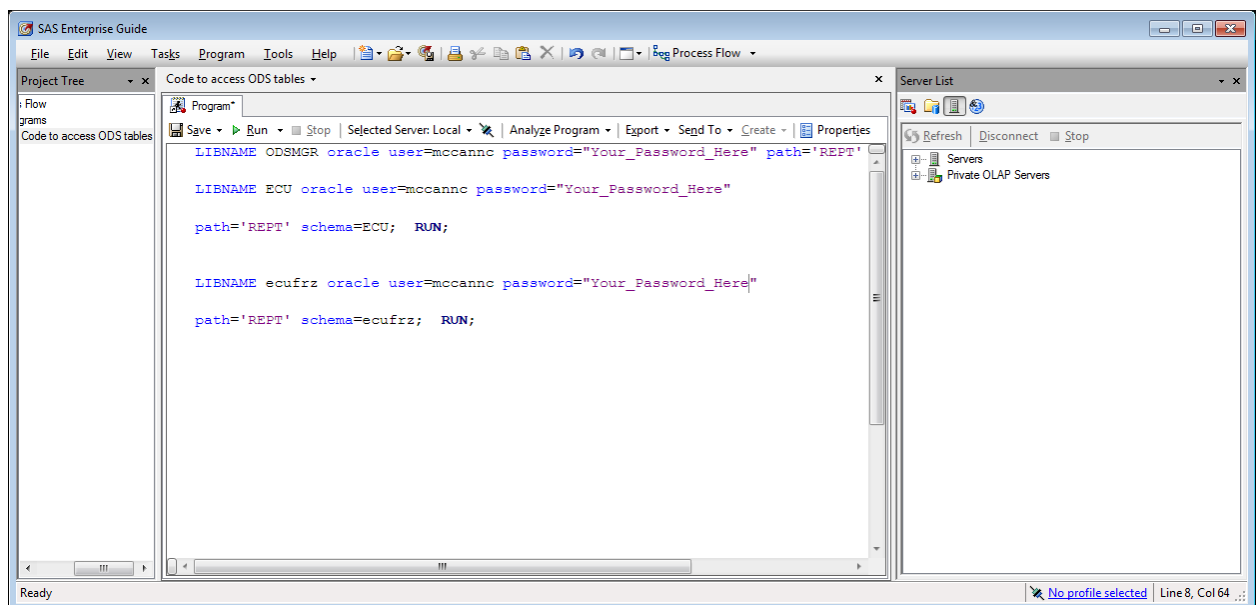 SAS Enterprise Guide
File Edit View Tasks Program Tools Help Process Flow
Project Tree
Code to access ODS tables
Server List
s Flow
Program*
grams
Code to access ODS tables
Save Run Stop Selected Server: Local Analyze Program Export Send To Create Properties
Refresh Disconnect Stop
LIBNAME ODSMGR oracle user=mccannc password="Your_Password_Here" path='REPT'
Servers
Private OLAP Servers
LIBNAME ECU oracle user=mccannc password="Your_Password_Here"
path='REPT' schema=ECU; RUN;
LIBNAME ecufrz oracle user=mccannc password="Your_Password_Here"
path='REPT' schema=ecufrz; RUN;
Ready
No profile selected
Line 8, Col 64